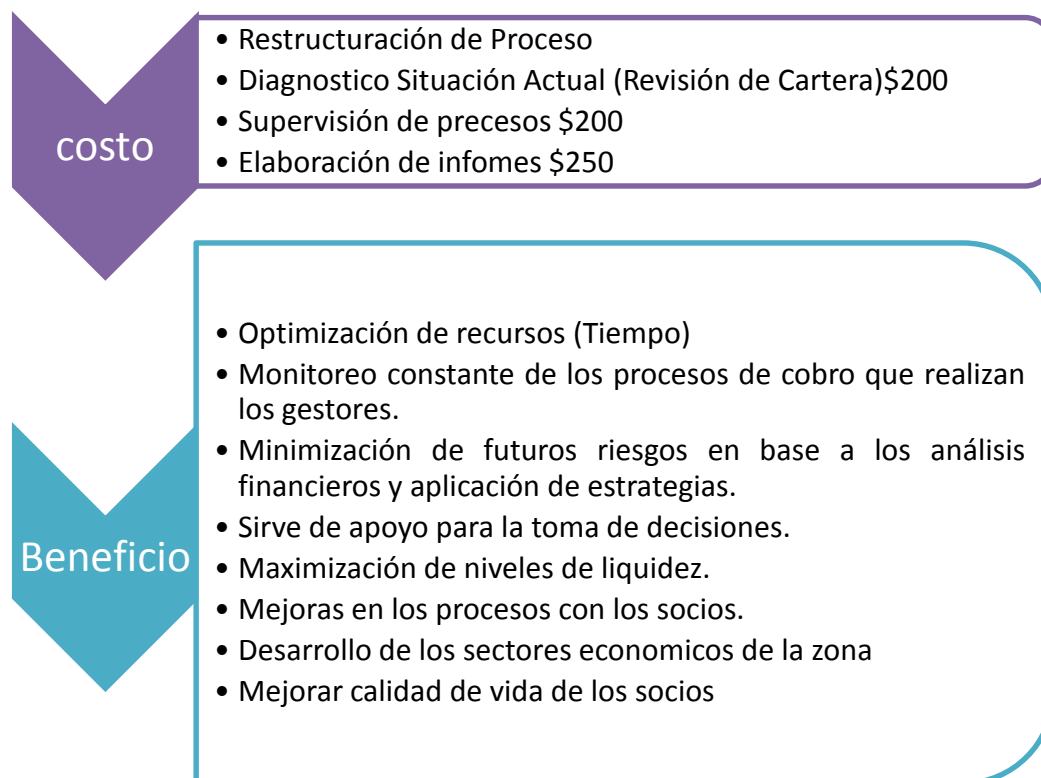 costo
• Restructuración de Proceso
• Diagnostico Situación Actual (Revisión de Cartera)$200
• Supervisión de precesos $200
• Elaboración de infomes $250
Beneficio
• Optimización de recursos (Tiempo)
• Monitoreo constante de los procesos de cobro que realizan
los gestores.
• Minimización de futuros riesgos en base a los análisis
financieros y aplicación de estrategias.
• Sirve de apoyo para la toma de decisiones.
• Maximización de niveles de liquidez.
• Mejoras en los procesos con los socios.
• Desarrollo de los sectores economicos de la zona
• Mejorar calidad de vida de los socios